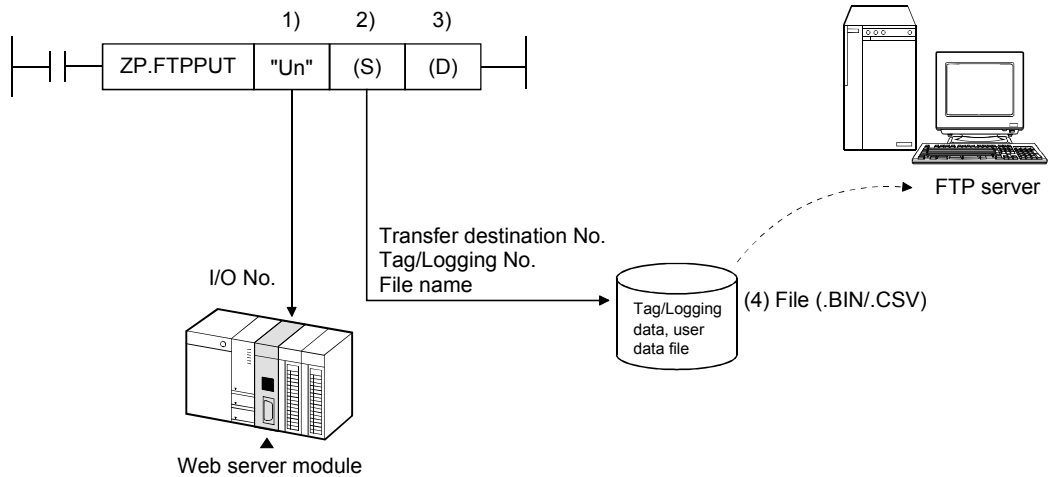 1) 2) 3)
ZP.FTPPUT "Un" (S) (D)
FTP server
Transfer destination No.
Tag/Logging No.
File name
I/O No.
Tag/Logging
data, user
data file
(4) File (.BIN/.CSV)
Web server module